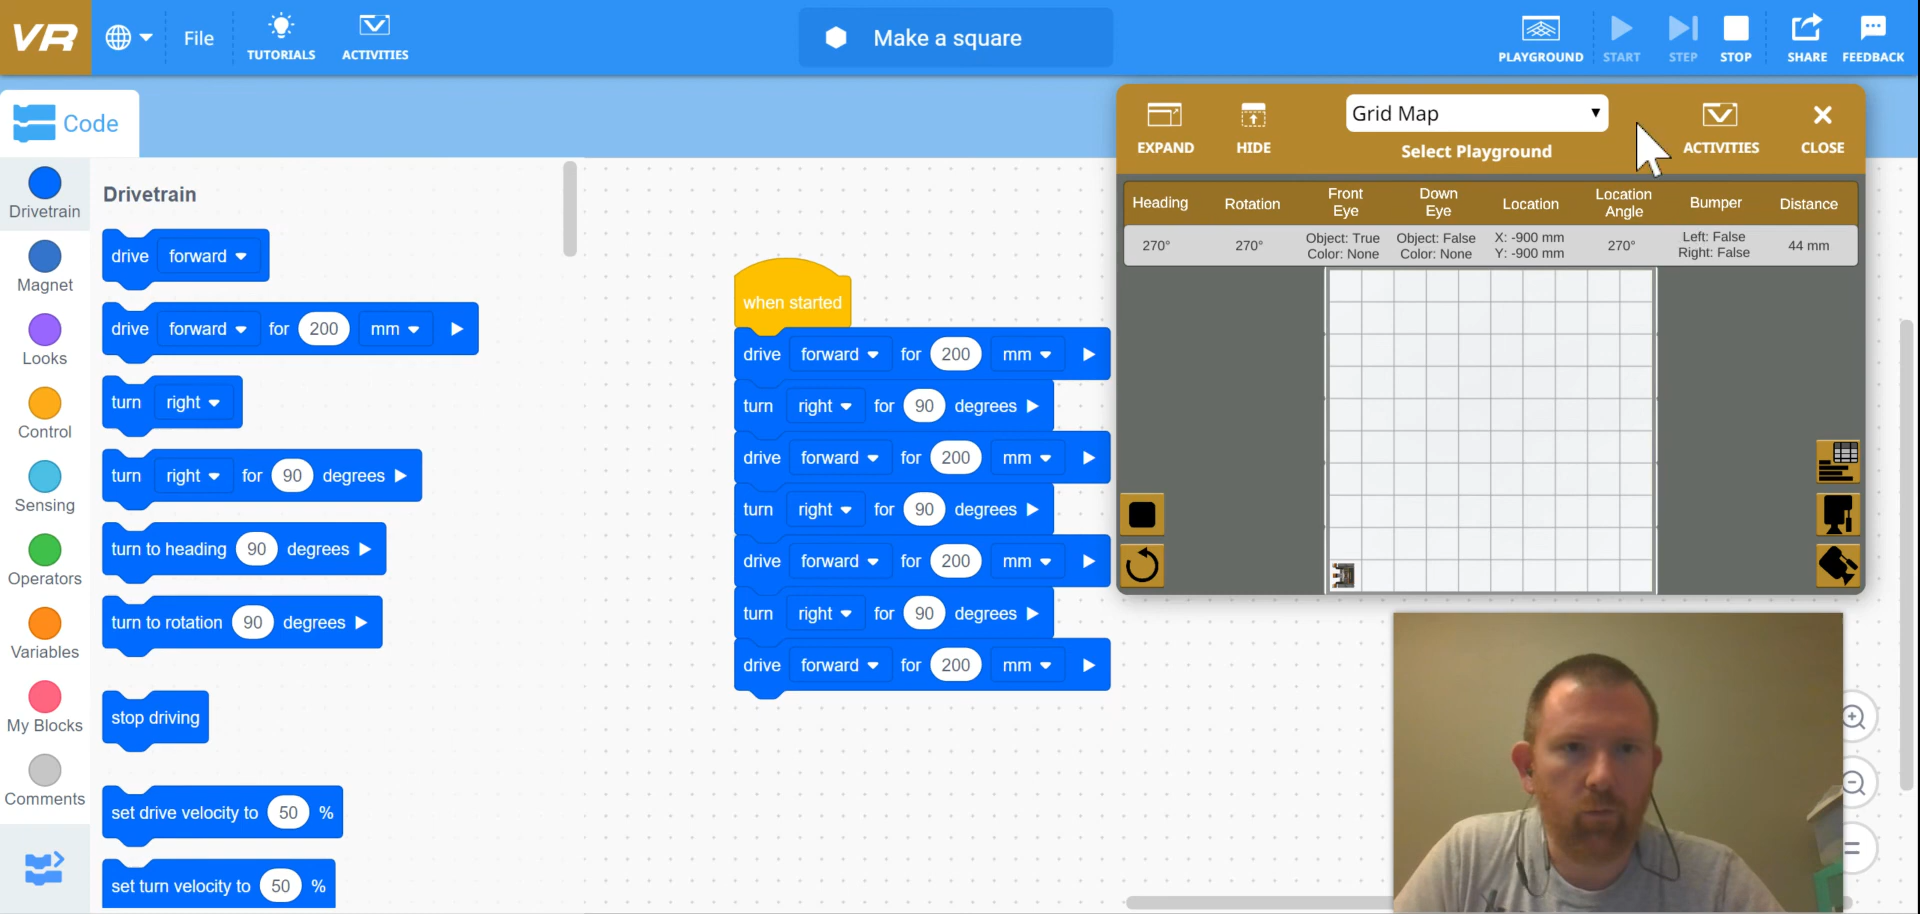 VR
File
TUTORIALS
ACTIVITIES
Make a square
PLAYGROUND
START
STEP
STOP
SHARE
FEEDBACK
Code
EXPAND
HIDE
Grid Map
Select Playground
ACTIVITIES
CLOSE
Heading Rotation Front Eye Down Eye Location Location Angle Bumper Distance
270° 270° Object: True Object: False X: -900 mm 270° Left: False 44 mm
Color: None Color: None Y: -900 mm Right: False
Drivetrain
Magnet
Looks
Control
Sensing
Operators
Variables
My Blocks
Comments
Drivetrain
drive forward
drive forward for 200 mm
turn right
turn right for 90 degrees
turn to heading 90 degrees
turn to rotation 90 degrees
stop driving
set drive velocity to 50 %
set turn velocity to 50 %
when started
drive forward for 200 mm
turn right for 90 degrees
drive forward for 200 mm
turn right for 90 degrees
drive forward for 200 mm
turn right for 90 degrees
drive forward for 200 mm